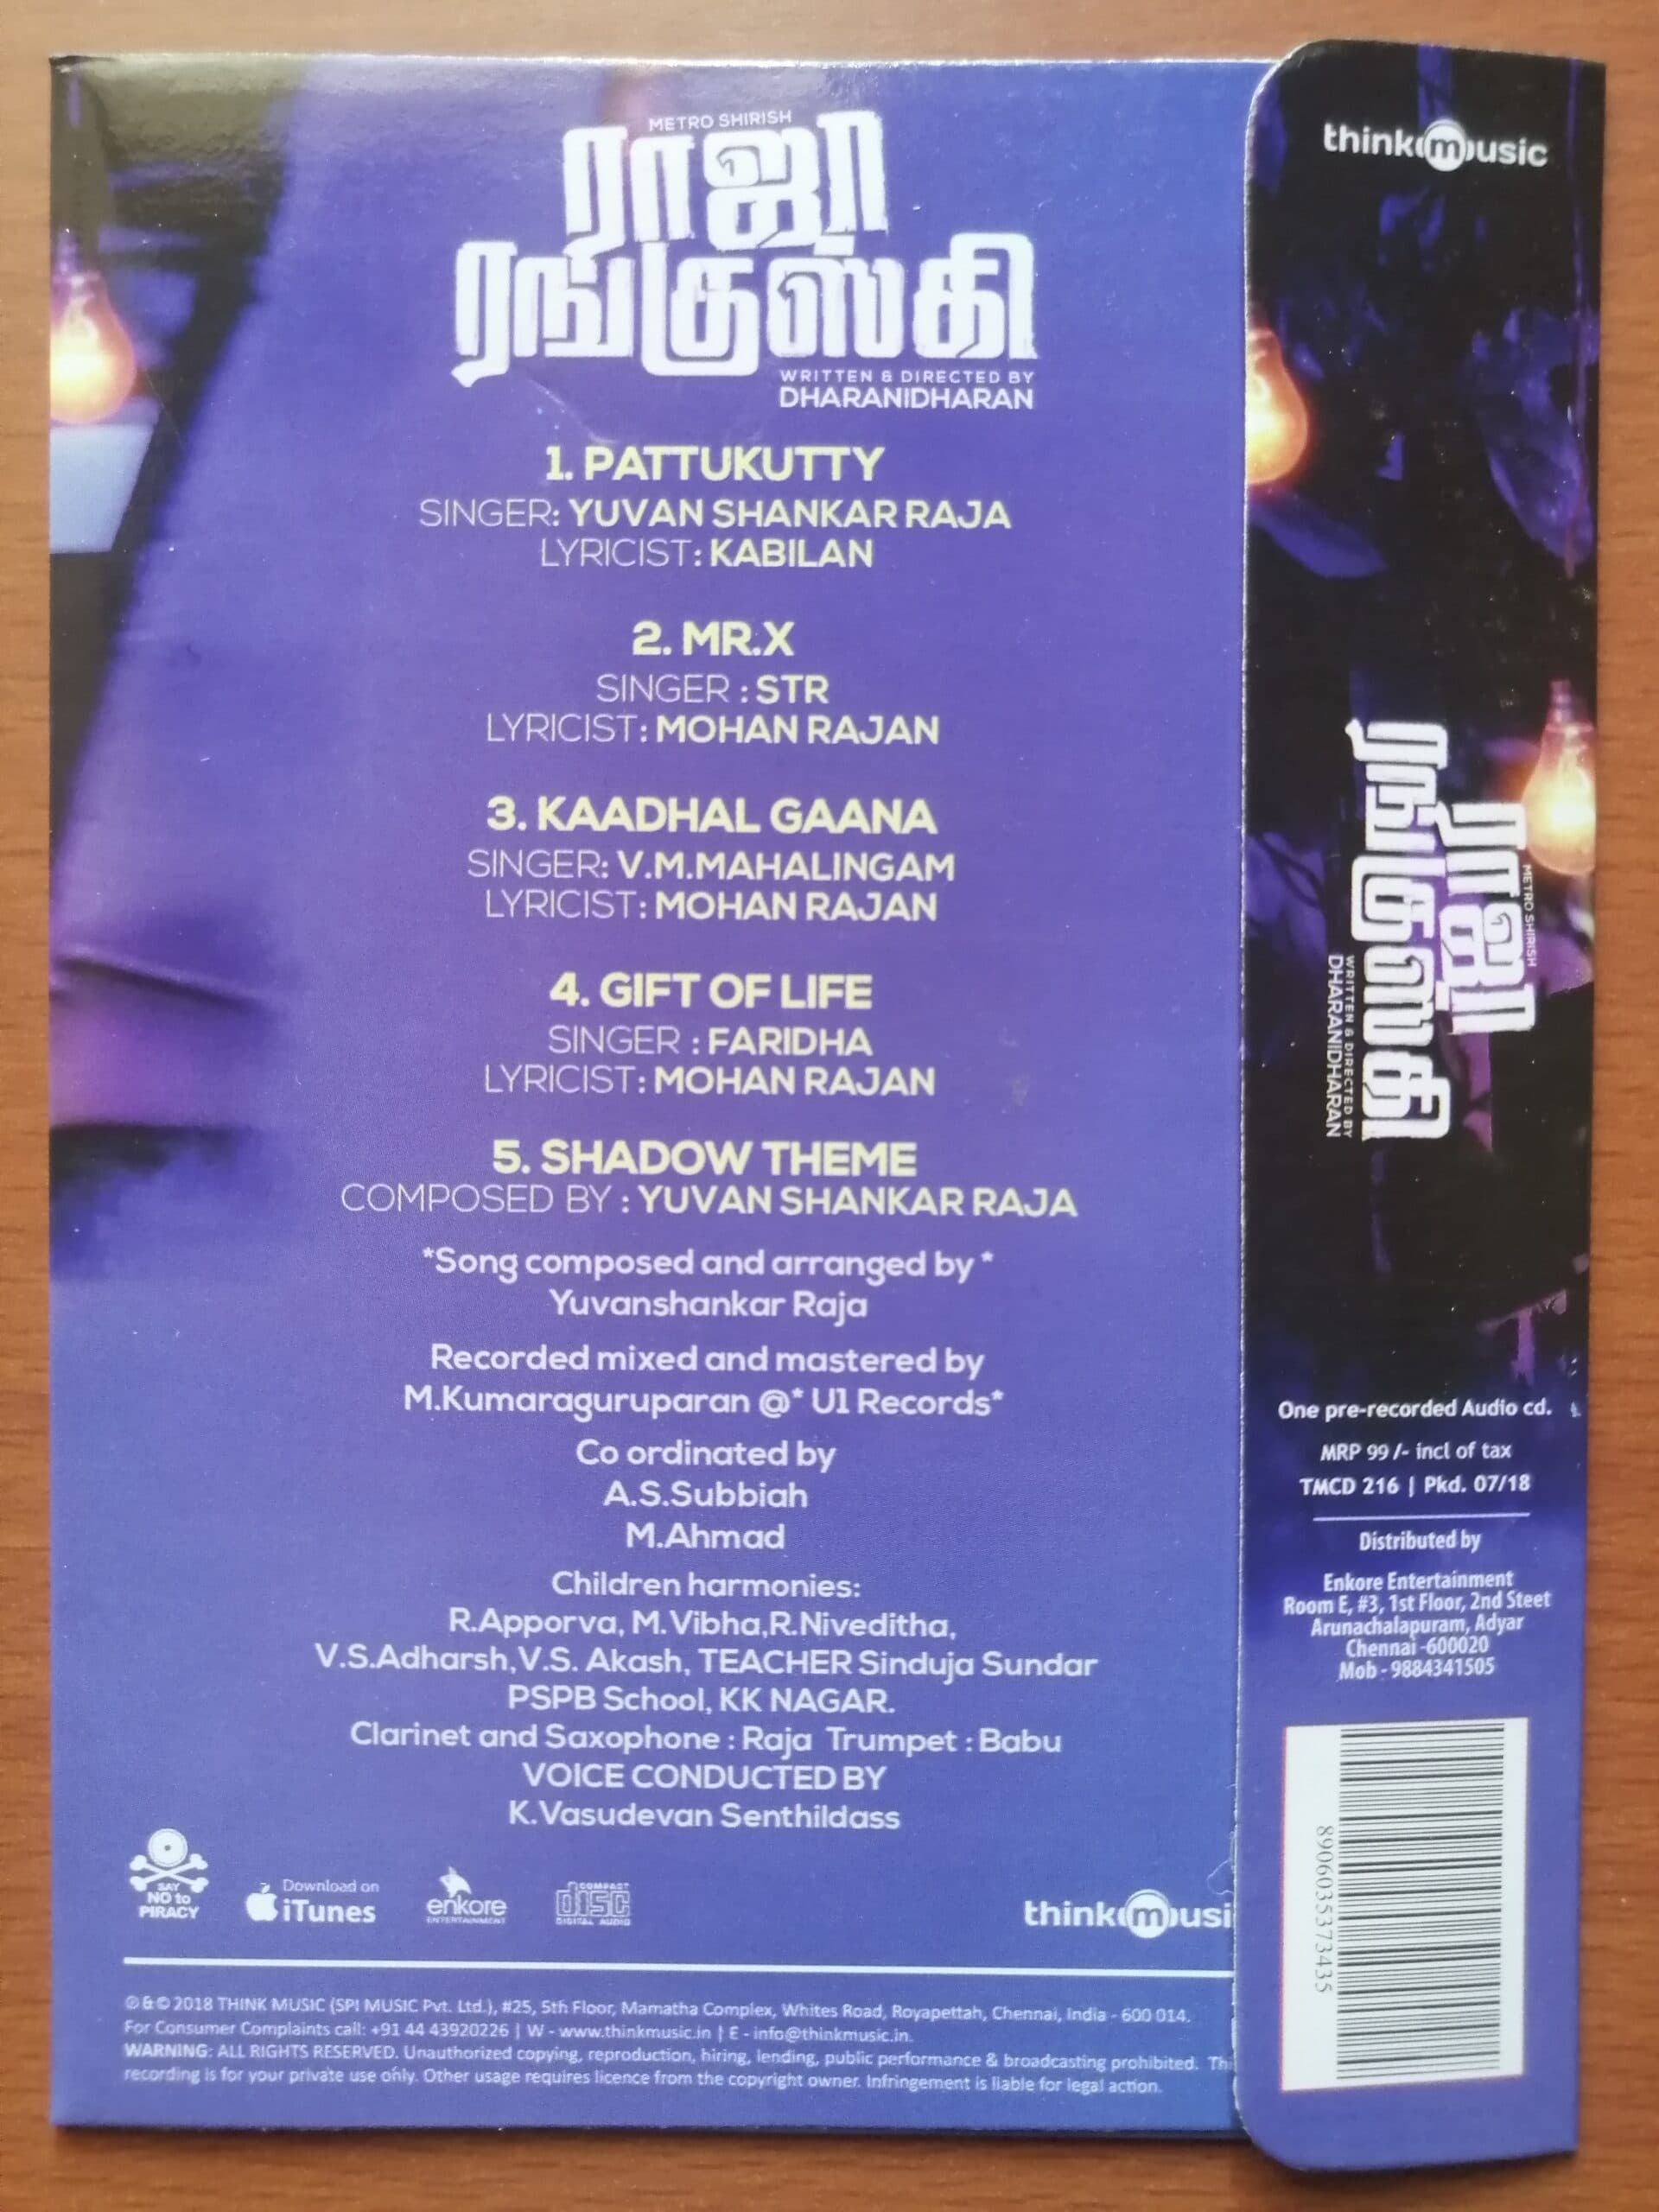 METRO SHIRISH
ராஜா
ரங்குஸ்கி
WRITTEN & DIRECTED BY
DHARANIDHARAN
1. PATTUKUTTY
SINGER: YUVAN SHANKAR RAJA
LYRICIST: KABILAN
2. MR.X
SINGER : STR
LYRICIST: MOHAN RAJAN
3. KAADHAL GAANA
SINGER: V.M.MAHALINGAM
LYRICIST: MOHAN RAJAN
4. GIFT OF LIFE
SINGER : FARIDHA
LYRICIST: MOHAN RAJAN
5. SHADOW THEME
COMPOSED BY : YUVAN SHANKAR RAJA
*Song composed and arranged by *
Yuvanshankar Raja
Recorded mixed and mastered by
M.Kumaraguruparan @* U1 Records*
Co ordinated by
A.S.Subbiah
M.Ahmad
Children harmonies:
R.Apporva, M.Vibha,R.Niveditha,
V.S.Adharsh,V.S. Akash, TEACHER Sinduja Sundar
PSPB School, KK NAGAR.
Clarinet and Saxophone : Raja Trumpet : Babu
VOICE CONDUCTED BY
K.Vasudevan Senthildass
SAY
NO to
PIRACY
Download on
iTunes
enkore
ENTERTAINMENT
COMPACT
disc
DIGITAL AUDIO
thinkmusi
℗ & © 2018 THINK MUSIC (SPI MUSIC Pvt. Ltd.), #25, 5th Floor, Mamatha Complex, Whites Road, Royapettah, Chennai, India - 600 014.
For Consumer Complaints call: +91 44 43920226 | W - www.thinkmusic.in | E - info@thinkmusic.in.
WARNING: ALL RIGHTS RESERVED. Unauthorized copying, reproduction, hiring, lending, public performance & broadcasting prohibited. Thi
recording is for your private use only. Other usage requires licence from the copyright owner. Infringement is liable for legal action.
thinkmusic
METRO SHIRISH
ராஜா
ரங்குஸ்கி
WRITTEN & DIRECTED BY
DHARANIDHARAN
One pre-recorded Audio cd.
MRP 99 /- incl of tax
TMCD 216 | Pkd. 07/18
Distributed by
Enkore Entertainment
Room E, #3, 1st Floor, 2nd Steet
Arunachalapuram, Adyar
Chennai -600020
Mob - 9884341505
8906035373435